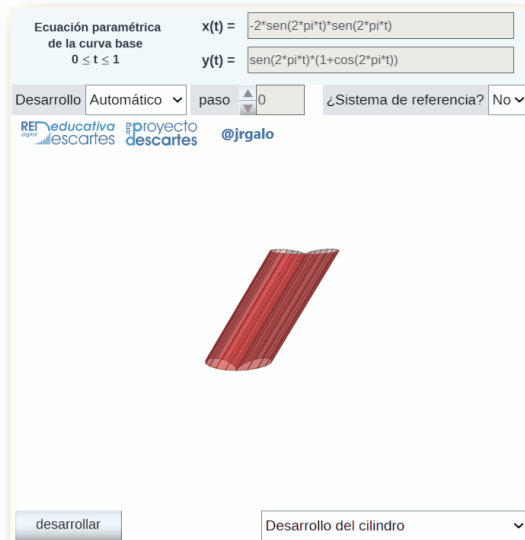 Ecuación paramétrica
de la curva base
0 ≤ t ≤ 1
x(t) = -2*sen(2*pi*t)*sen(2*pi*t)
y(t) = sen(2*pi*t)*(1+cos(2*pi*t))
Desarrollo Automático paso 0 ¿Sistema de referencia? No
RED educativa digital descartes proyecto descartes @jrgalo
desarrollar Desarrollo del cilindro